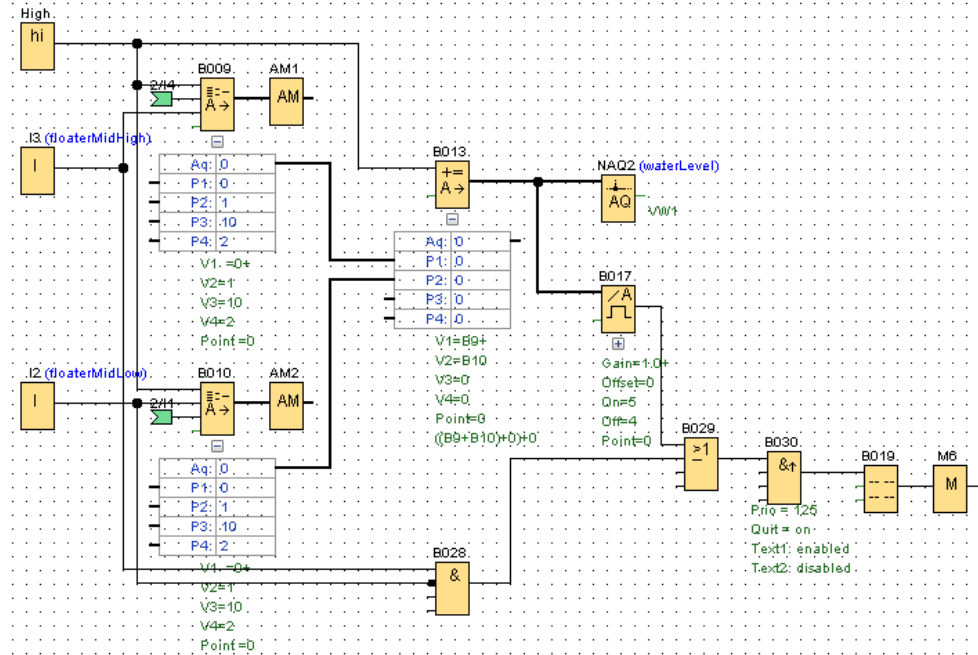 High
hi
B009
AM1
2/I4
A→
AM
I3 (floaterMidHigh)
I
Aq: 0
P1: 0
P2: 1
P3: 10
P4: 2
V1 =0+
V2=1
V3=10
V4=2
Point=0
B013
+=
A→
Aq: 0
P1: 0
P2: 0
P3: 0
P4: 0
V1=B9+
V2=B10
V3=0
V4=0
Point=0
((B9+B10)+0)+0
NAQ2 (waterLevel)
AQ
VW1
B017
/A
Gain=1.0+
Offset=0
On=5
Off=4
Point=0
I2 (floaterMidLow)
I
B010
AM2
2/I1
A→
AM
Aq: 0
P1: 0
P2: 1
P3: 10
P4: 2
V1 =0+
V2=1
V3=10
V4=2
Point=0
B028
&
B029
≥1
B030
&↑
B019
M6
M
Prio = 125
Quit = on
Text1: enabled
Text2: disabled